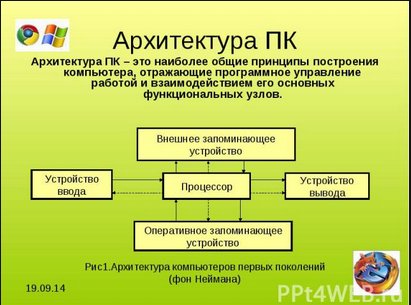 Архитектура ПК
Архитектура ПК – это наиболее общие принципы построения
компьютера, отражающие программное управление
работой и взаимодействием его основных
функциональных узлов.
Внешнее запоминающее
устройство
Устройство
ввода
Процессор
Устройство
вывода
Оперативное запоминающее
устройство
Рис1.Архитектура компьютеров первых поколений
(фон Неймана)
19.09.14
PPt4WEB.ru